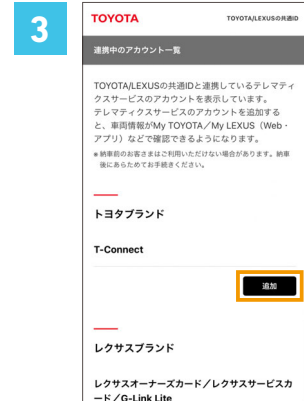 3
TOYOTA
TOYOTA/LEXUSの共通ID
連携中のアカウント一覧
TOYOTA/LEXUSの共通IDと連携しているテレマティ
クスサービスのアカウントを表示しています。
テレマティクスサービスのアカウントを追加する
と、車両情報がMy TOYOTA／My LEXUS（Web・
アプリ）などで確認できるようになります。
※納車前のお客さまはご利用いただけない場合があります。納車
後にあらためてお手続きください。
トヨタブランド
T-Connect
追加
レクサスブランド
レクサスオーナーズカード／レクサスサービスカ
ード／G-Link Lite